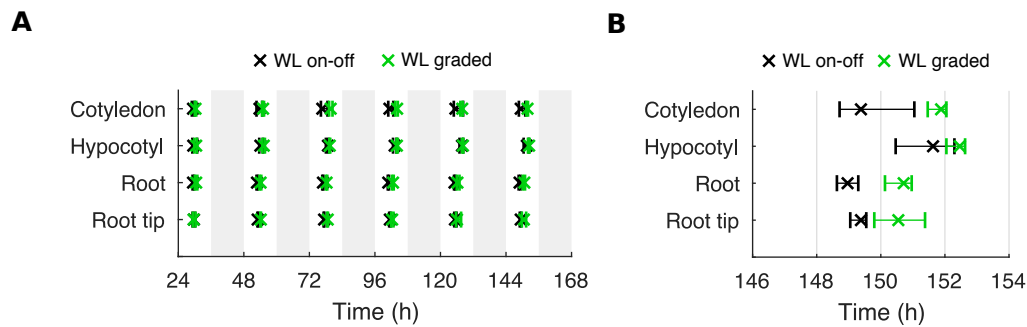 A
WL on-off WL graded
Cotyledon
Hypocotyl
Root
Root tip
24 48 72 96 120 144 168
Time (h)
B
WL on-off WL graded
Cotyledon
Hypocotyl
Root
Root tip
146 148 150 152 154
Time (h)